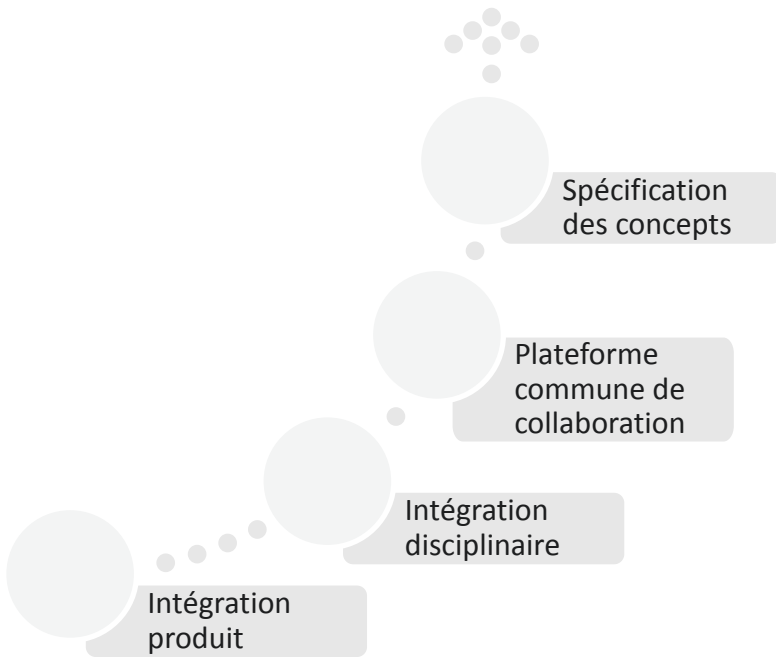 Spécification
des concepts
Plateforme
commune de
collaboration
Intégration
disciplinaire
Intégration
produit